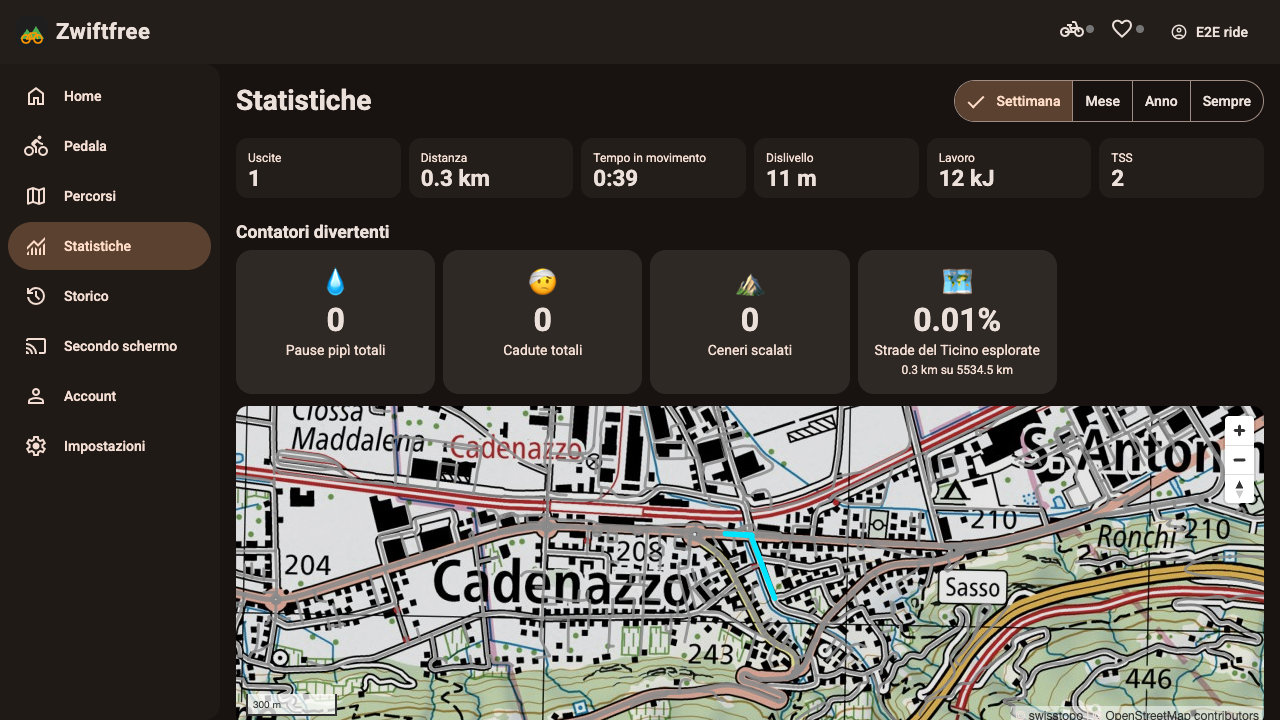 Zwiftfree
E2E ride
Home
Pedala
Percorsi
Statistiche
Storico
Secondo schermo
Account
Impostazioni
Statistiche
Settimana
Mese
Anno
Sempre
Uscite
1
Distanza
0.3 km
Tempo in movimento
0:39
Dislivello
11 m
Lavoro
12 kJ
TSS
2
Contatori divertenti
0
Pause pipì totali
0
Cadute totali
0
Ceneri scalati
0.01%
Strade del Ticino esplorate
0.3 km su 5534.5 km
Ciossa
Maddalena
Cadenazzo
S. Anton
210
Ronchi
210
204
208
Cadenazzo
Sasso
243
446
300 m
swisstopo
OpenStreetMap contributors